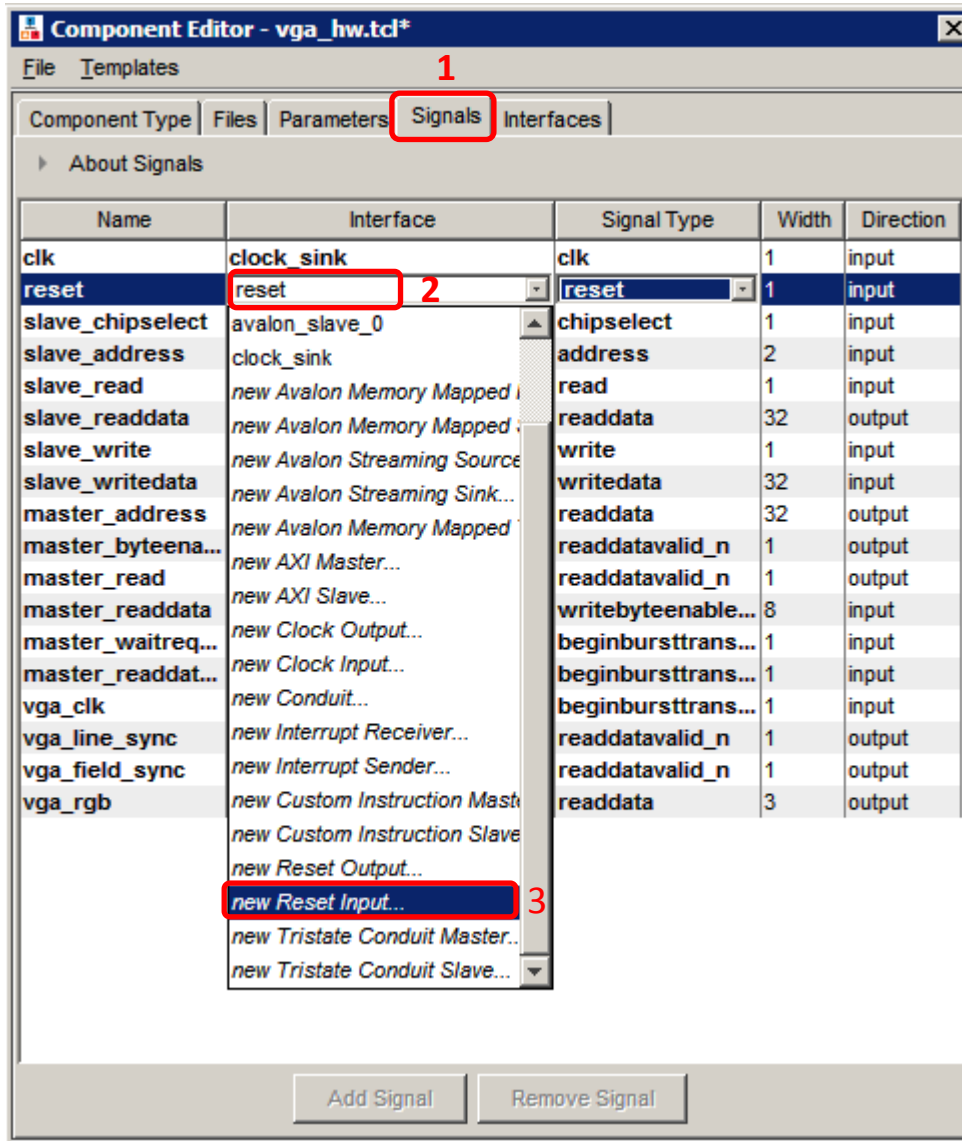 Component Editor - vga_hw.tcl*
File Templates
1
Component Type Files Parameters Signals Interfaces
About Signals
Name Interface Signal Type Width Direction
clk clock_sink clk 1 input
reset reset 2 reset 1 input
slave_chipselect avalon_slave_0 chipselect 1 input
slave_address clock_sink address 2 input
slave_read new Avalon Memory Mapped read 1 input
slave_readdata new Avalon Memory Mapped readdata 32 output
slave_write new Avalon Streaming Source write 1 input
slave_writedata new Avalon Streaming Sink... writedata 32 input
master_address new Avalon Memory Mapped readdata 32 output
master_byteena... new AXI Master... readdatavalid_n 1 output
master_read new AXI Slave... readdatavalid_n 1 output
master_readdata new Clock Output... writebyteenable... 8 input
master_waitreq... new Clock Input... beginbursttrans... 1 input
master_readdat... new Conduit... beginbursttrans... 1 input
vga_clk new Interrupt Receiver... beginbursttrans... 1 input
vga_line_sync new Interrupt Sender... readdatavalid_n 1 output
vga_field_sync new Custom Instruction Maste readdatavalid_n 1 output
vga_rgb new Custom Instruction Slave readdata 3 output
new Reset Output...
new Reset Input... 3
new Tristate Conduit Master..
new Tristate Conduit Slave...
Add Signal Remove Signal